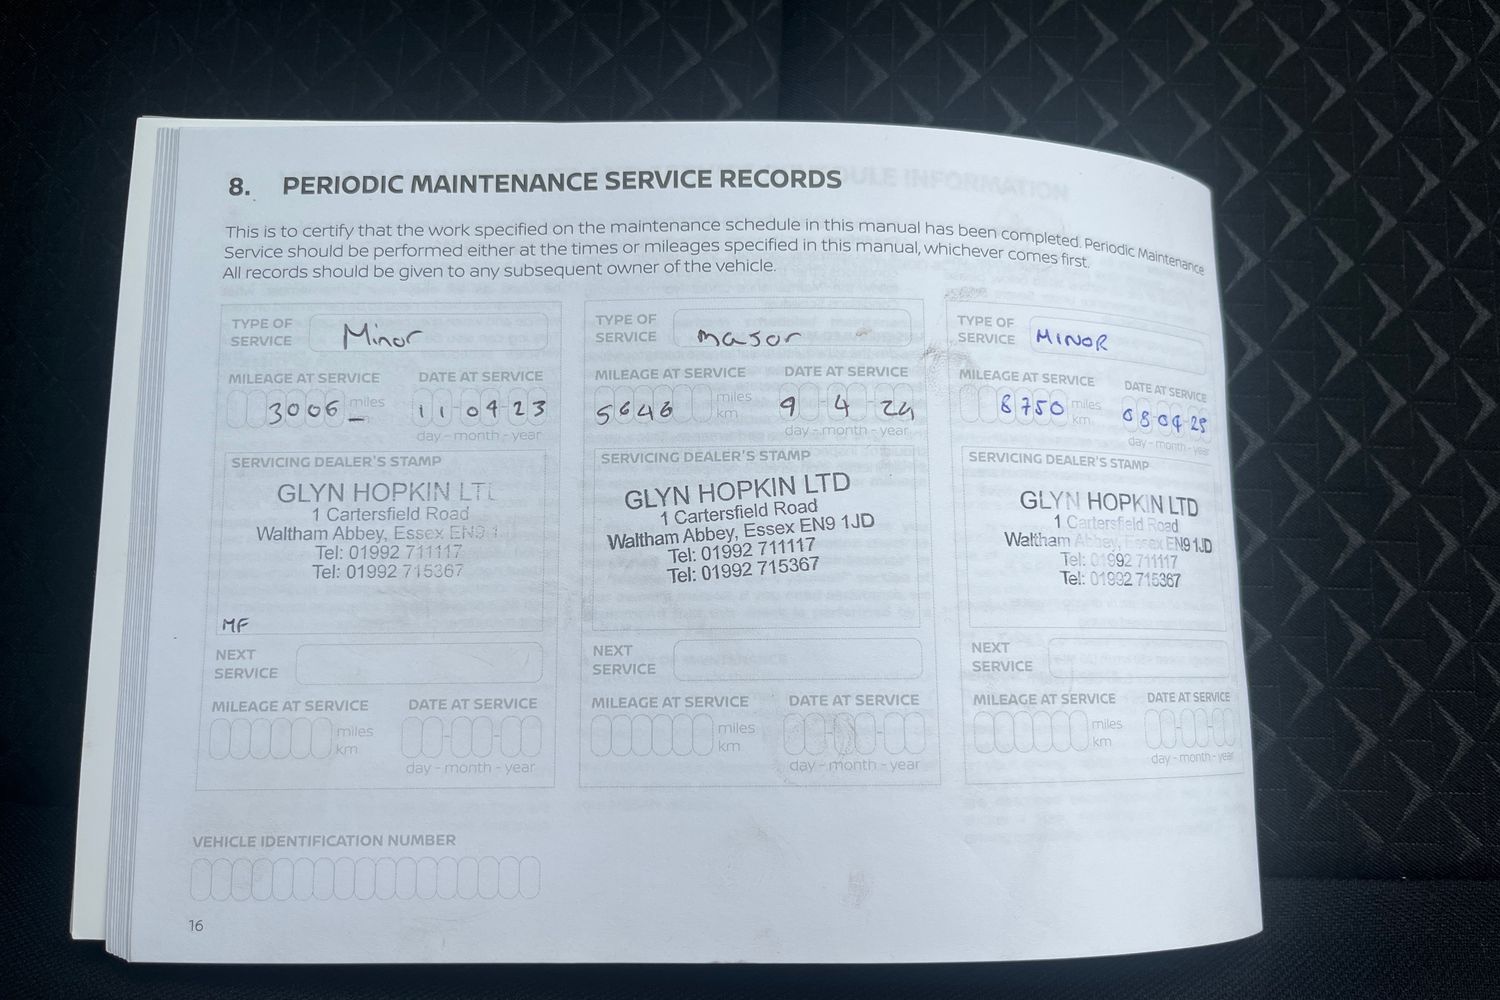 8. PERIODIC MAINTENANCE SERVICE RECORDS
This is to certify that the work specified on the maintenance schedule in this manual has been completed. Periodic Maintenance
Service should be performed either at the times or mileages specified in this manual, whichever comes first.
All records should be given to any subsequent owner of the vehicle.
TYPE OF
SERVICE
Minor
MILEAGE AT SERVICE
DATE AT SERVICE
3006
miles
km
11-04-23
day - month - year
SERVICING DEALER'S STAMP
GLYN HOPKIN LTD
1 Cartersfield Road
Waltham Abbey, Essex EN9 1
Tel: 01992 711117
Tel: 01992 715367
MF
NEXT
SERVICE
MILEAGE AT SERVICE
DATE AT SERVICE
miles
km
day - month - year
TYPE OF
SERVICE
masor
MILEAGE AT SERVICE
DATE AT SERVICE
5646
miles
km
9-4-24
day - month - year
SERVICING DEALER'S STAMP
GLYN HOPKIN LTD
1 Cartersfield Road
Waltham Abbey, Essex EN9 1JD
Tel: 01992 711117
Tel: 01992 715367
NEXT
SERVICE
MILEAGE AT SERVICE
DATE AT SERVICE
miles
km
day - month - year
TYPE OF
SERVICE
MINOR
MILEAGE AT SERVICE
DATE AT SERVICE
8750
miles
km
08-04-25
day - month - year
SERVICING DEALER'S STAMP
GLYN HOPKIN LTD
1 Cartersfield Road
Waltham Abbey, Essex EN9 1JD
Tel: 01992 711117
Tel: 01992 715367
NEXT
SERVICE
MILEAGE AT SERVICE
DATE AT SERVICE
miles
km
day - month - year
VEHICLE IDENTIFICATION NUMBER
16